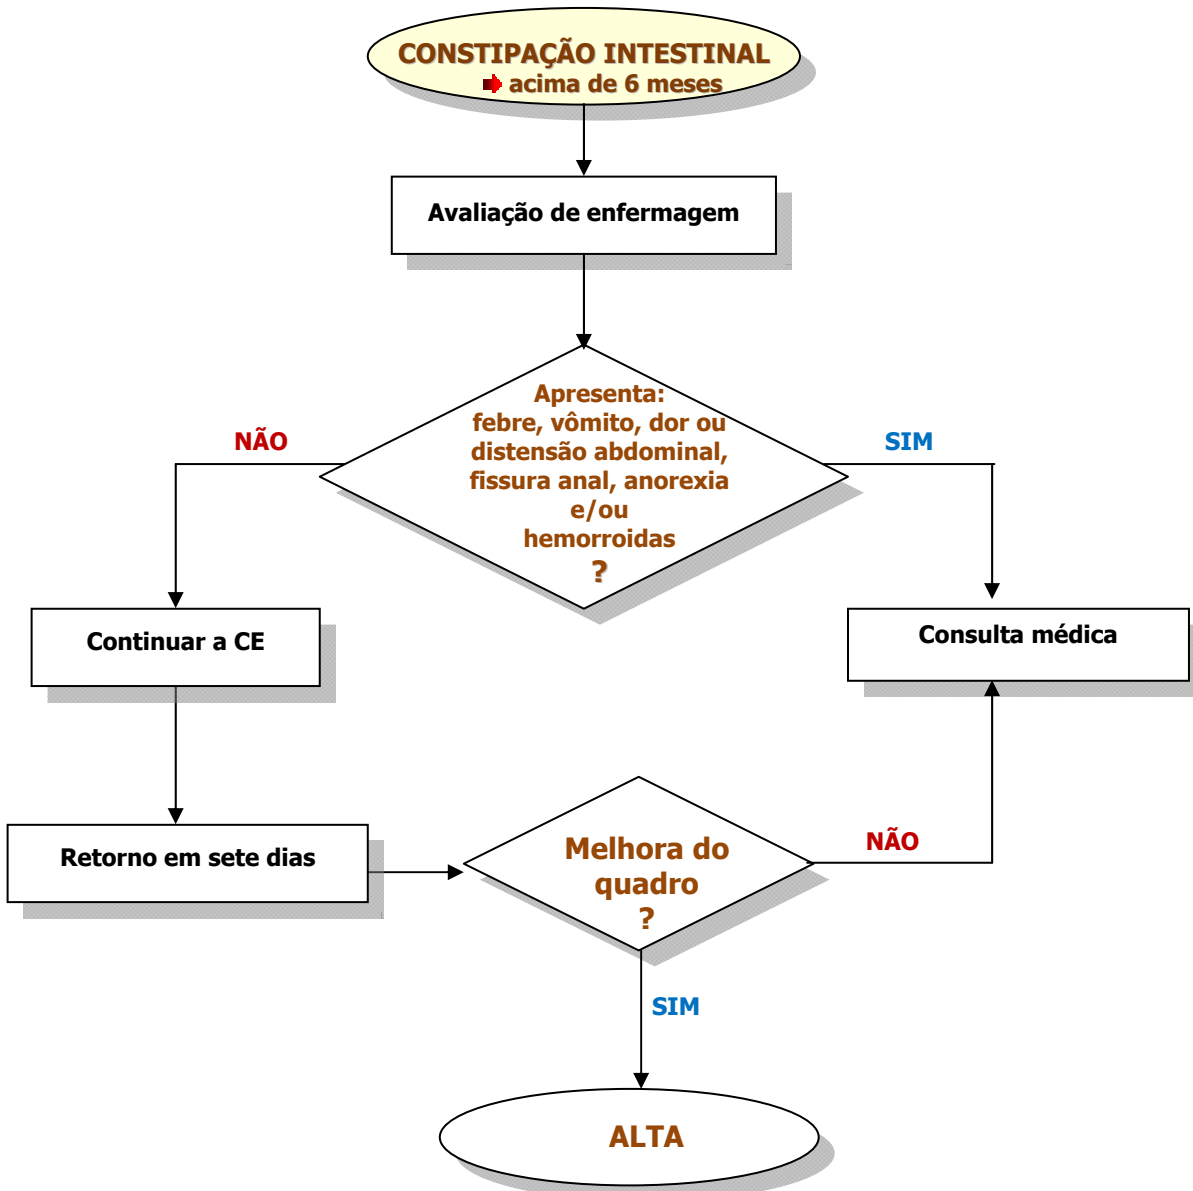 CONSTIPAÇÃO INTESTINAL
acima de 6 meses
Avaliação de enfermagem
Apresenta:
febre, vômito, dor ou
distensão abdominal,
fissura anal, anorexia
e/ou
hemorroidas
?
NÃO
SIM
Continuar a CE
Consulta médica
Retorno em sete dias
Melhora do
quadro
?
NÃO
SIM
ALTA